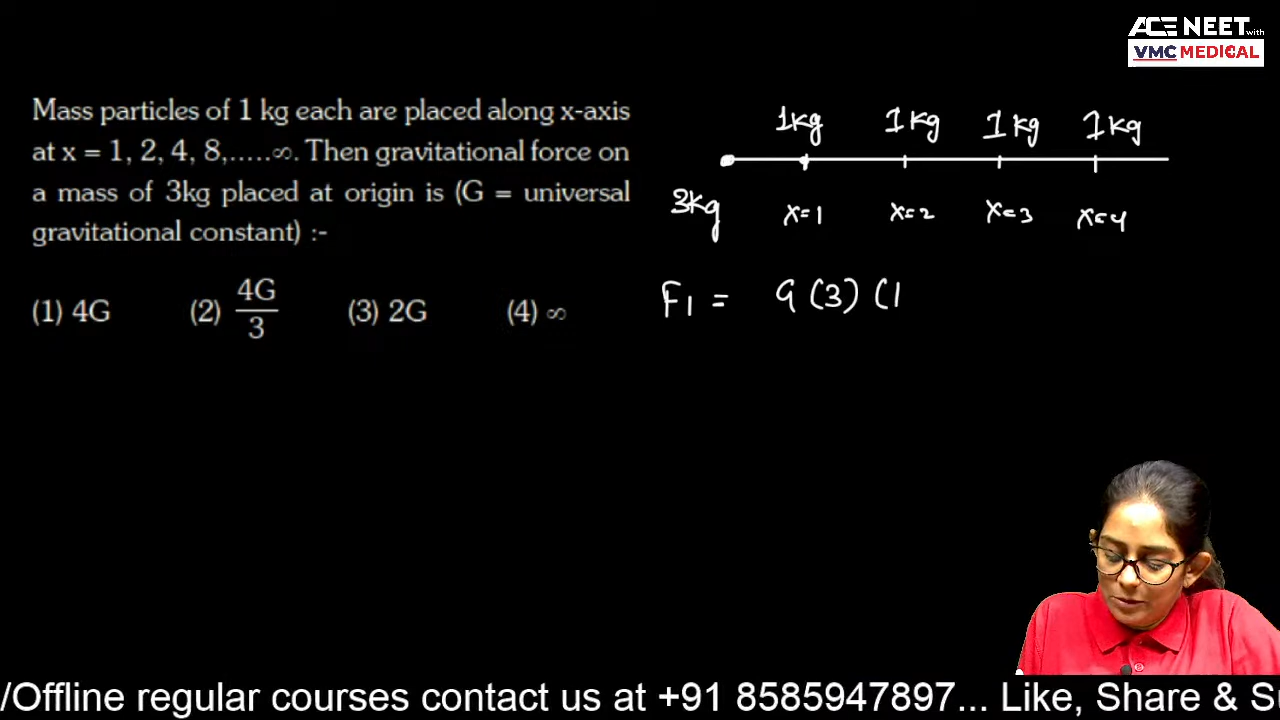 ACE NEET with
VMC MEDICAL
Mass particles of 1 kg each are placed along x-axis
at x = 1, 2, 4, 8,.....∞. Then gravitational force on
a mass of 3kg placed at origin is (G = universal
gravitational constant) :-
(1) 4G (2) 4G/3 (3) 2G (4) ∞
1kg 1kg 1kg 1kg
3kg x=1 x=2 x=3 x=4
F1 = G (3) (1
/Offline regular courses contact us at +91 8585947897... Like, Share & S